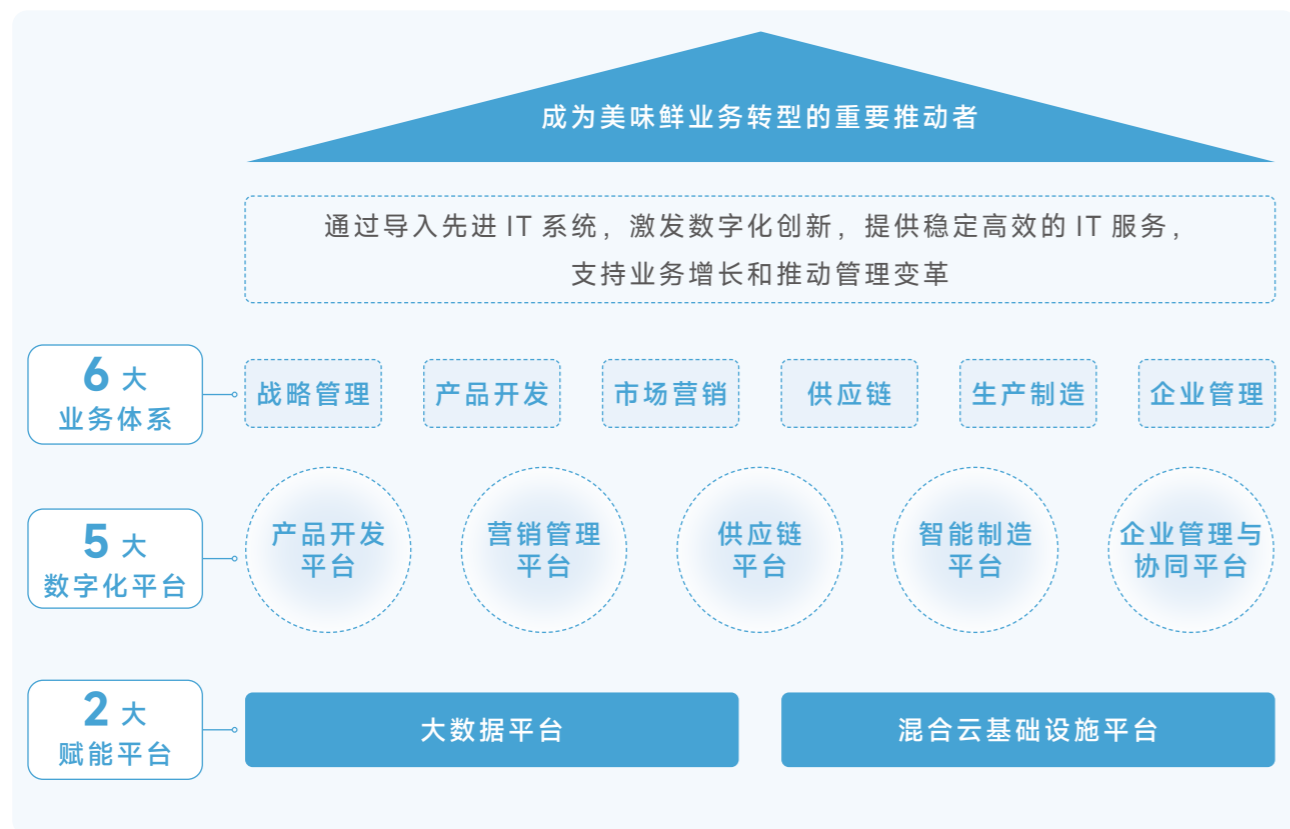 成为美味鲜业务转型的重要推动者
通过导入先进 IT 系统，激发数字化创新，提供稳定高效的 IT 服务，
支持业务增长和推动管理变革
6 大
业务体系
战略管理
产品开发
市场营销
供应链
生产制造
企业管理
5 大
数字化平台
产品开发
平台
营销管理
平台
供应链
平台
智能制造
平台
企业管理与
协同平台
2 大
赋能平台
大数据平台
混合云基础设施平台